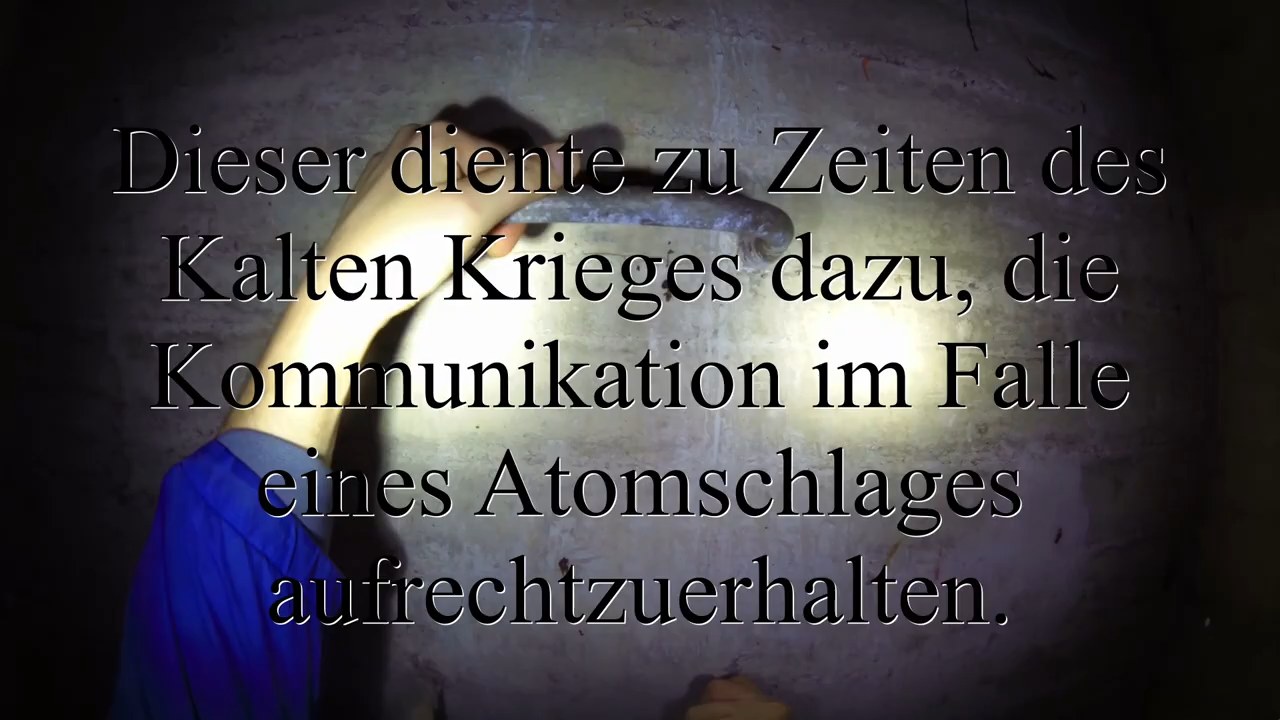 Dieser diente zu Zeiten des
Kalten Krieges dazu, die
Kommunikation im Falle
eines Atomschlages
aufrechtzuerhalten.